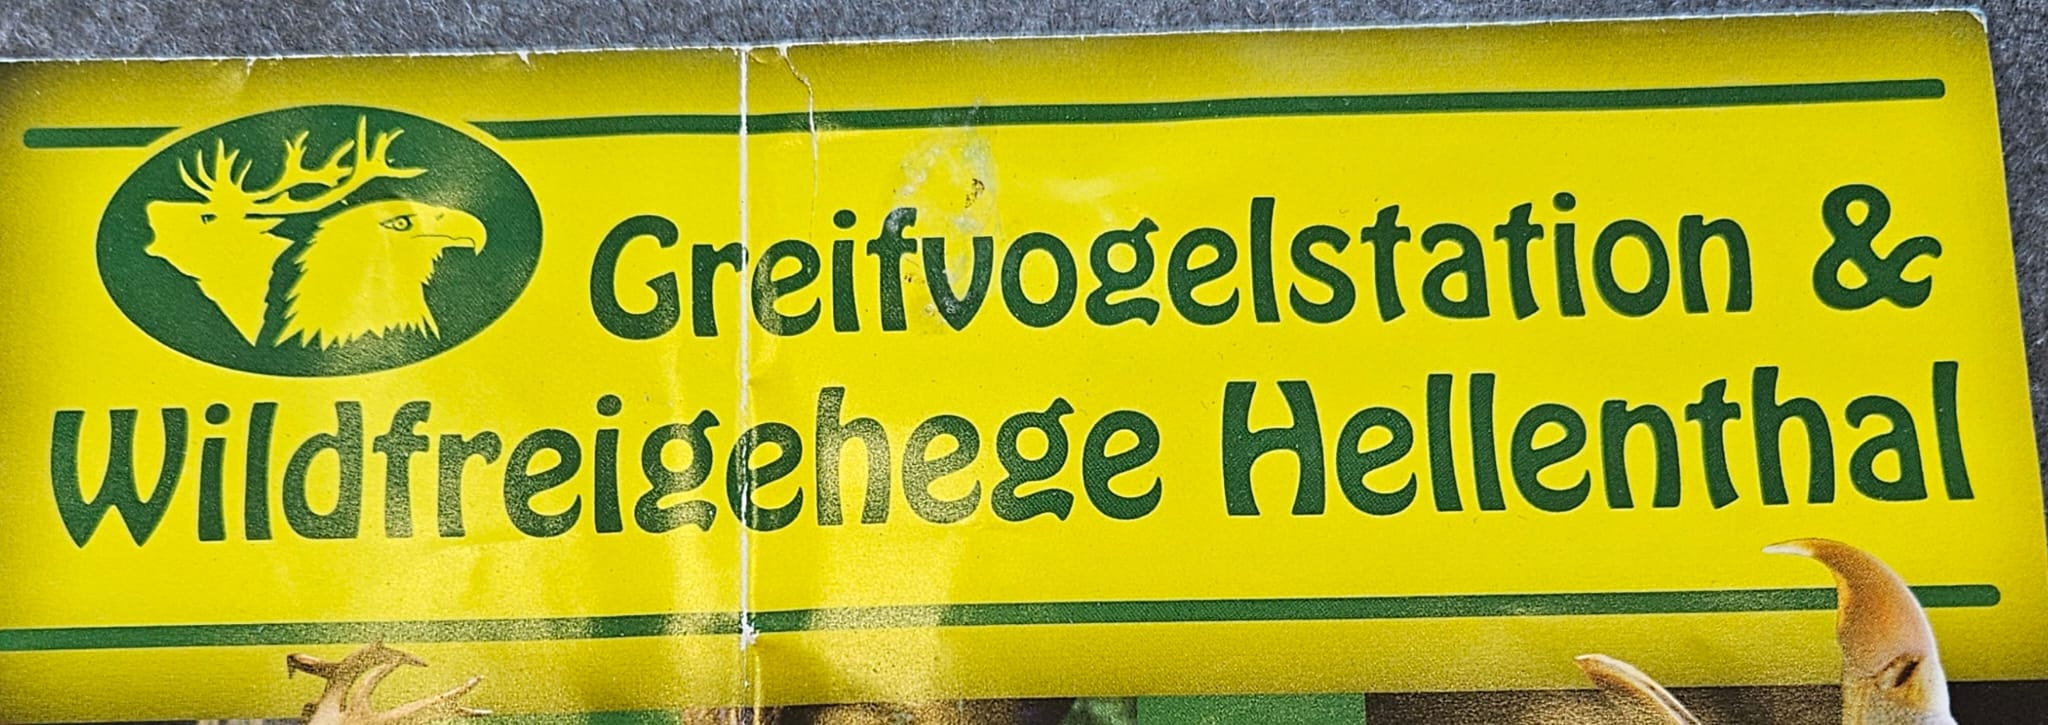 Greifvogelstation &
Wildfreigehege Hellenthal